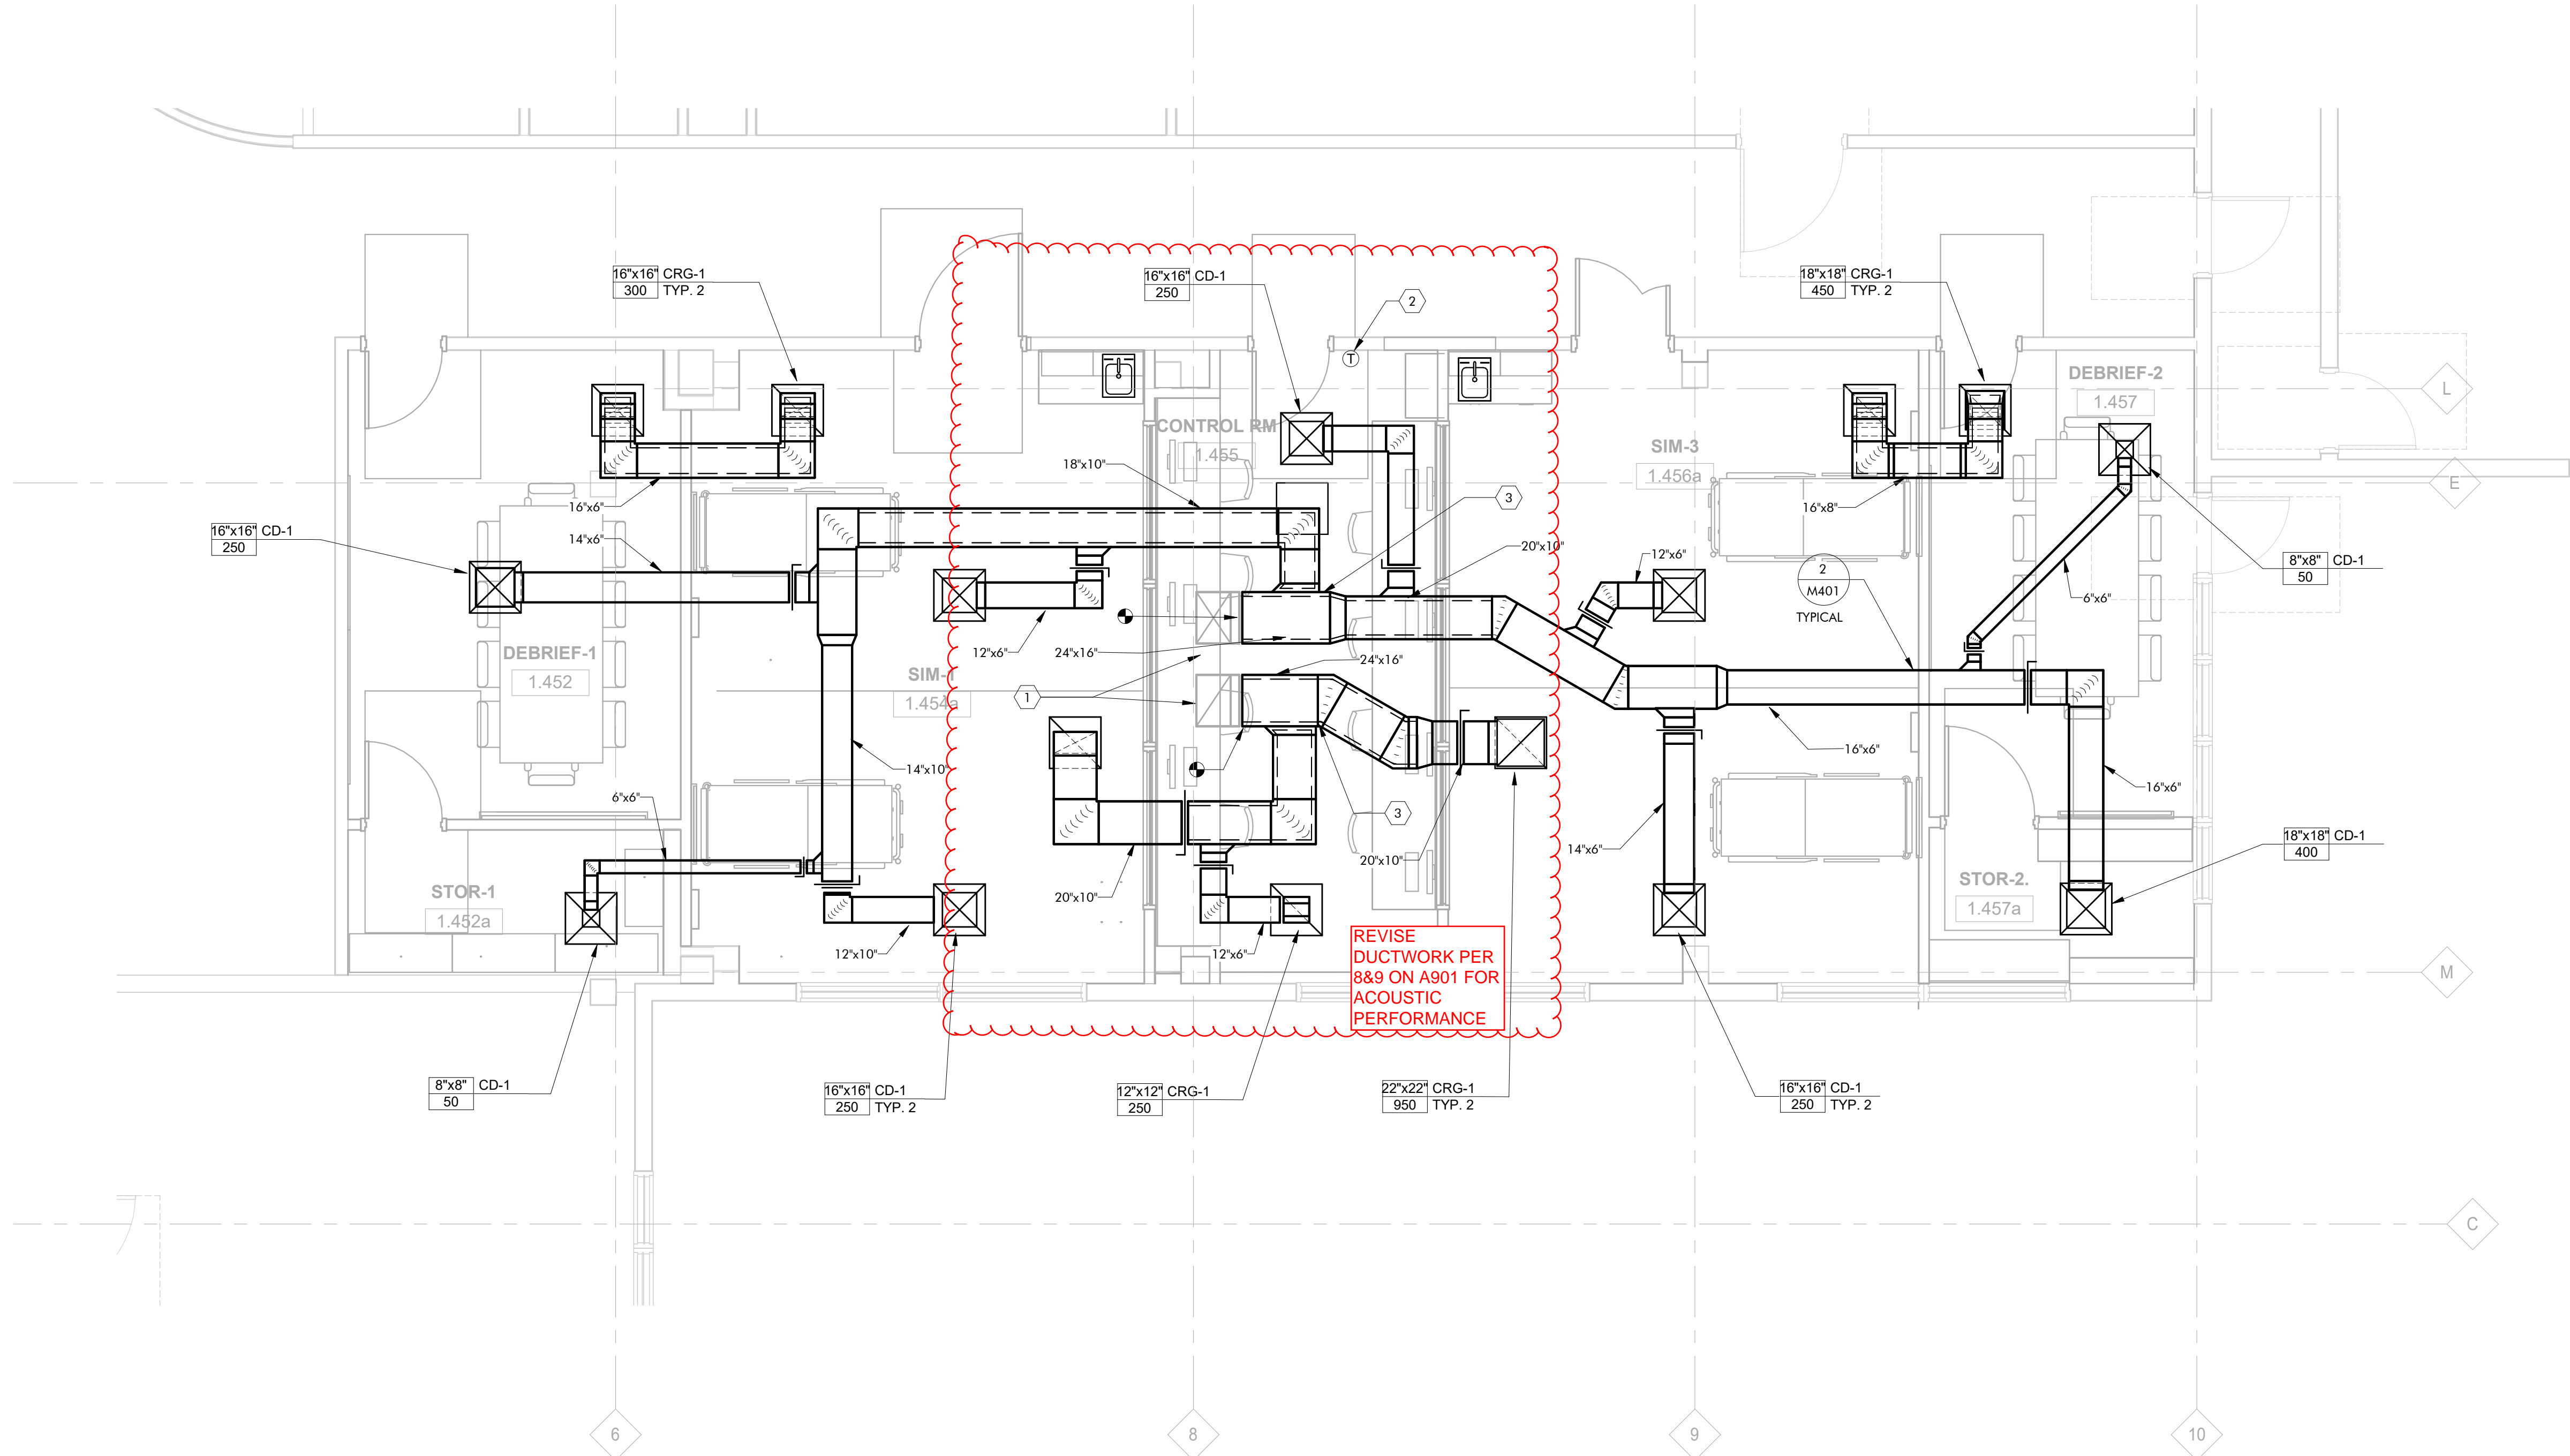 16"x16" CRG-1
300 TYP. 2
16"x16" CD-1
250
18"x18" CRG-1
450 TYP. 2
2
T
DEBRIEF-2
1.457
L
CONTROL RM
1.455
SIM-3
1.456a
18"x10"
E
3
16"x6"
16"x8"
16"x16" CD-1
250
14"x6"
20"x10"
12"x6"
2
M401
TYPICAL
8"x8" CD-1
50
6"x6"
DEBRIEF-1
1.452
12"x6"
24"x16"
24"x16"
SIM-1
1.454a
1
16"x6"
14"x10"
16"x6"
6"x6"
3
14"x6"
20"x10"
18"x18" CD-1
400
STOR-1
1.452a
20"x10"
STOR-2.
1.457a
12"x10"
12"x6"
REVISE
DUCTWORK PER
8&9 ON A901 FOR
ACOUSTIC
PERFORMANCE
M
8"x8" CD-1
50
16"x16" CD-1
250 TYP. 2
12"x12" CRG-1
250
22"x22" CRG-1
950 TYP. 2
16"x16" CD-1
250 TYP. 2
C
6
8
9
10